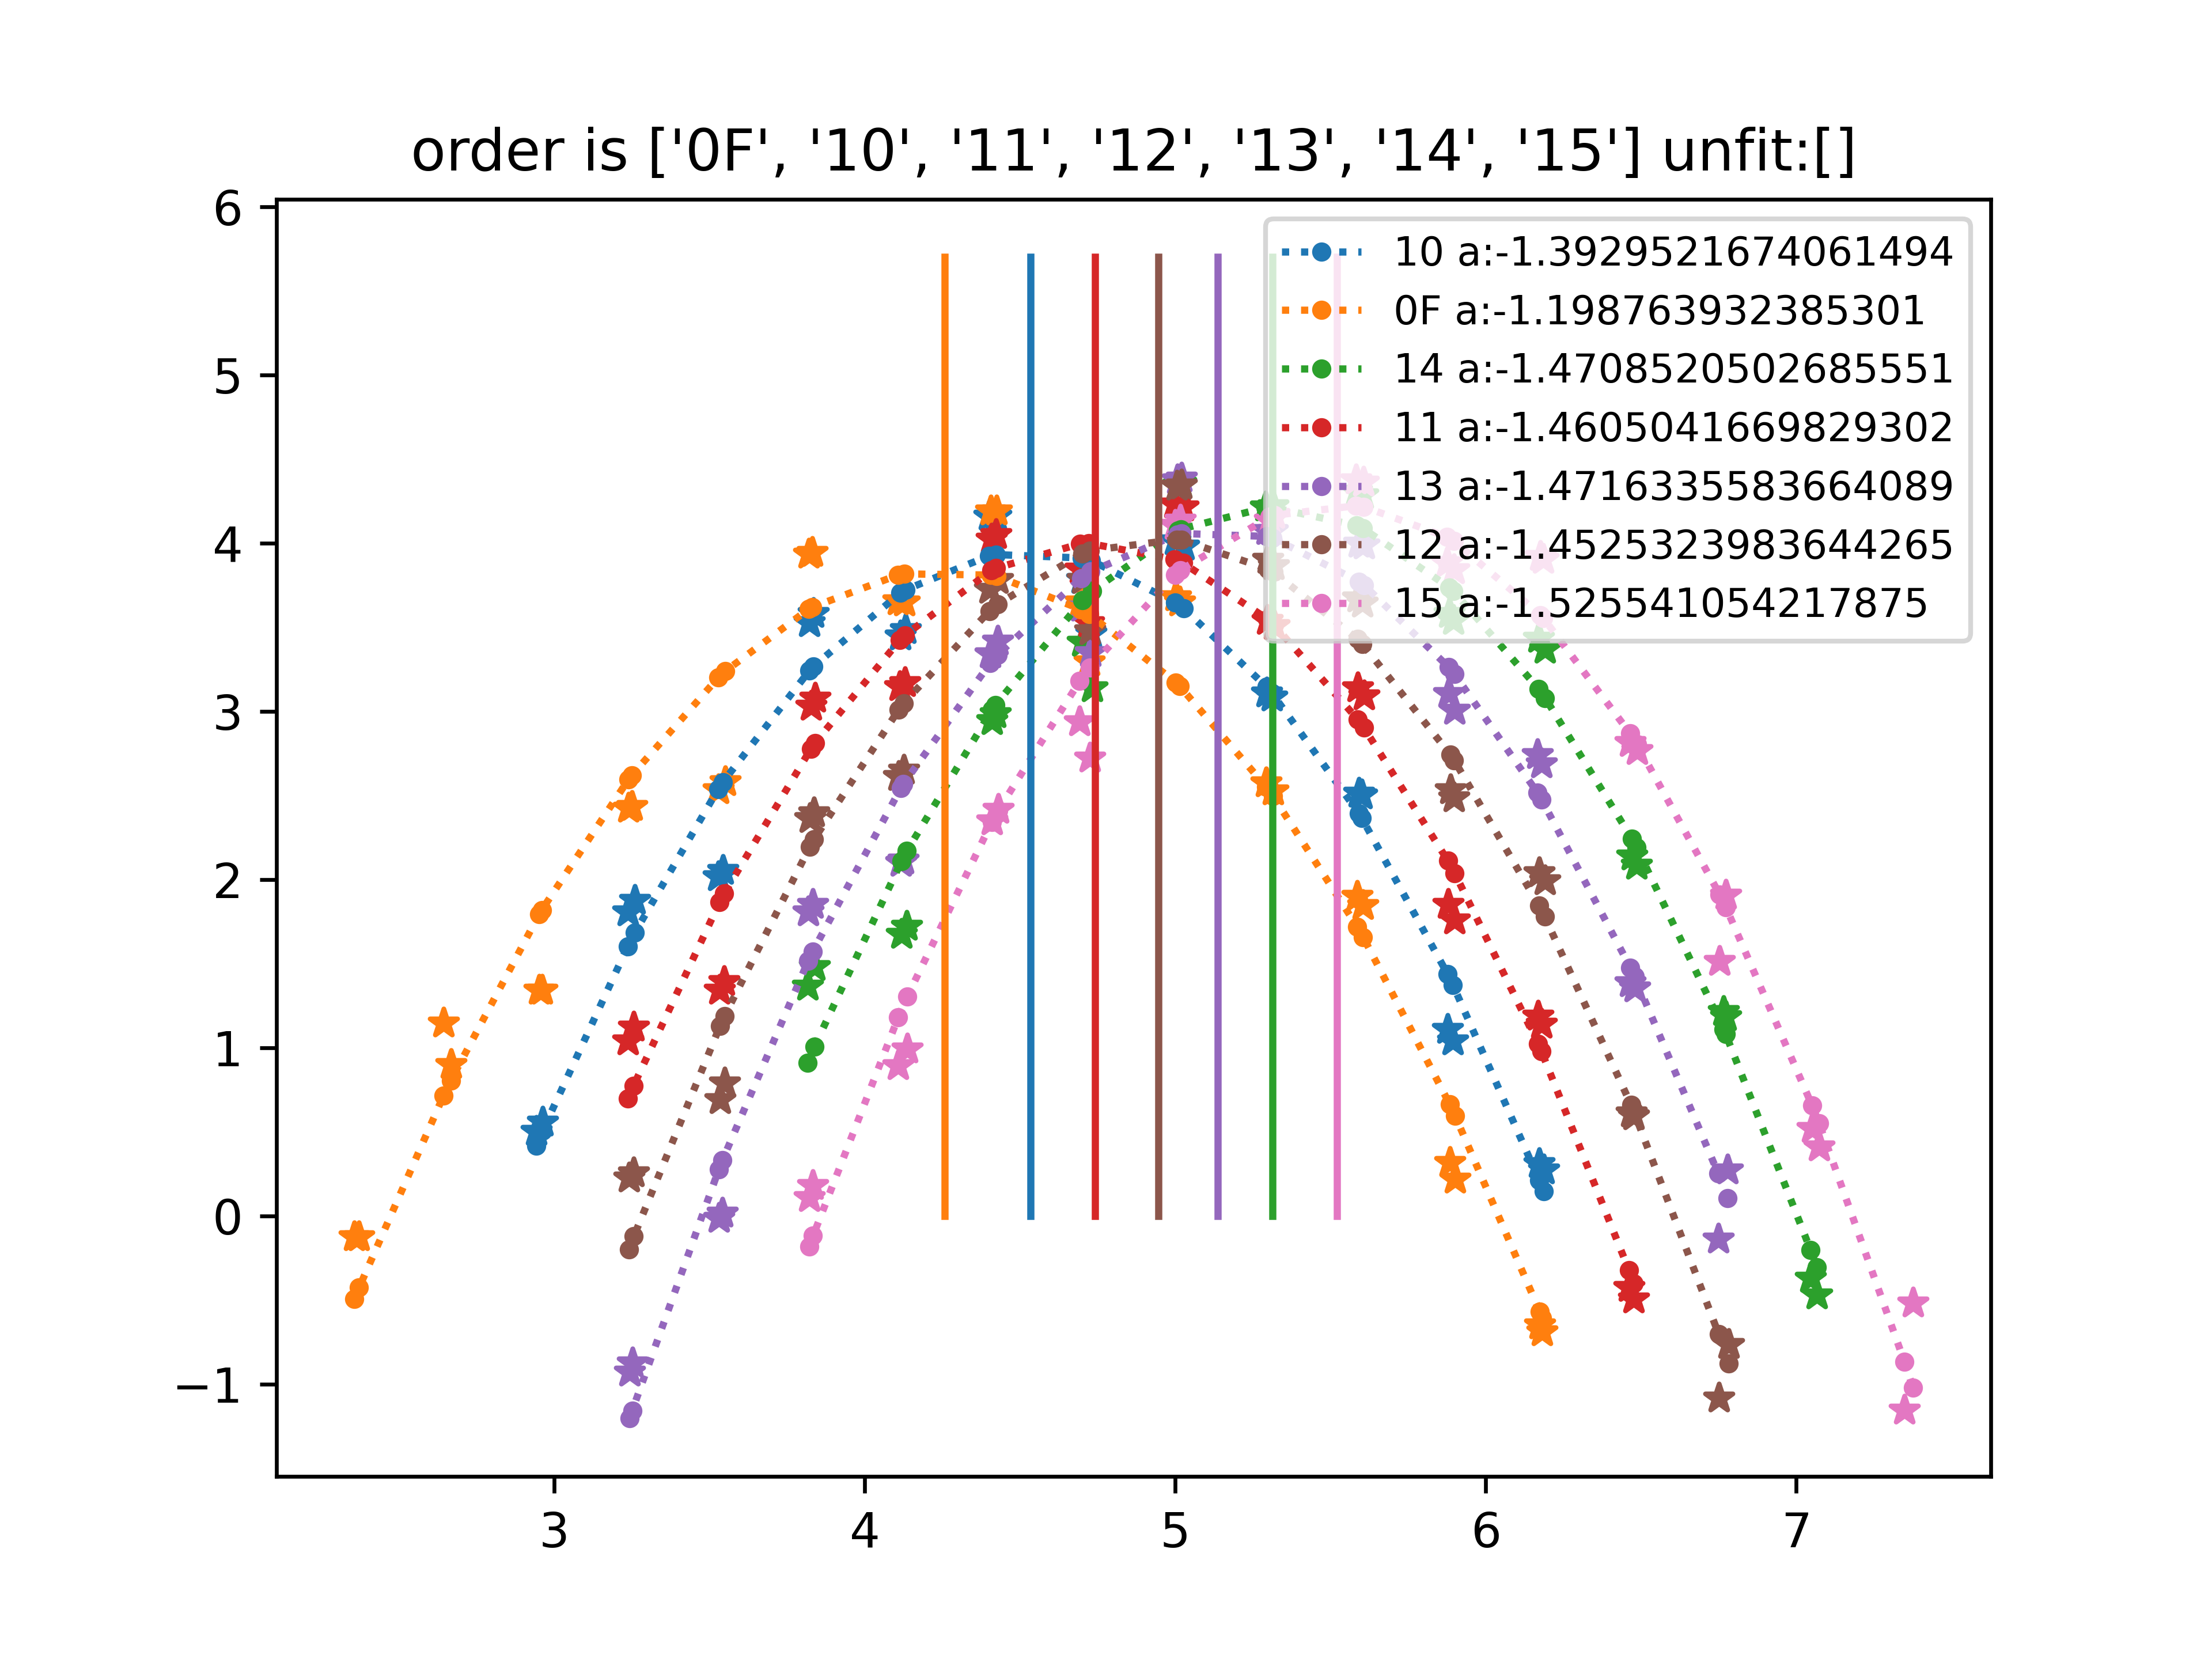 order is ['0F', '10', '11', '12', '13', '14', '15'] unfit:[]
6
5
4
3
2
1
0
−1
3 4 5 6 7
10 a:-1.3929521674061494
0F a:-1.198763932385301
14 a:-1.4708520502685551
11 a:-1.4605041669829302
13 a:-1.4716335583664089
12 a:-1.4525323983644265
15 a:-1.525541054217875